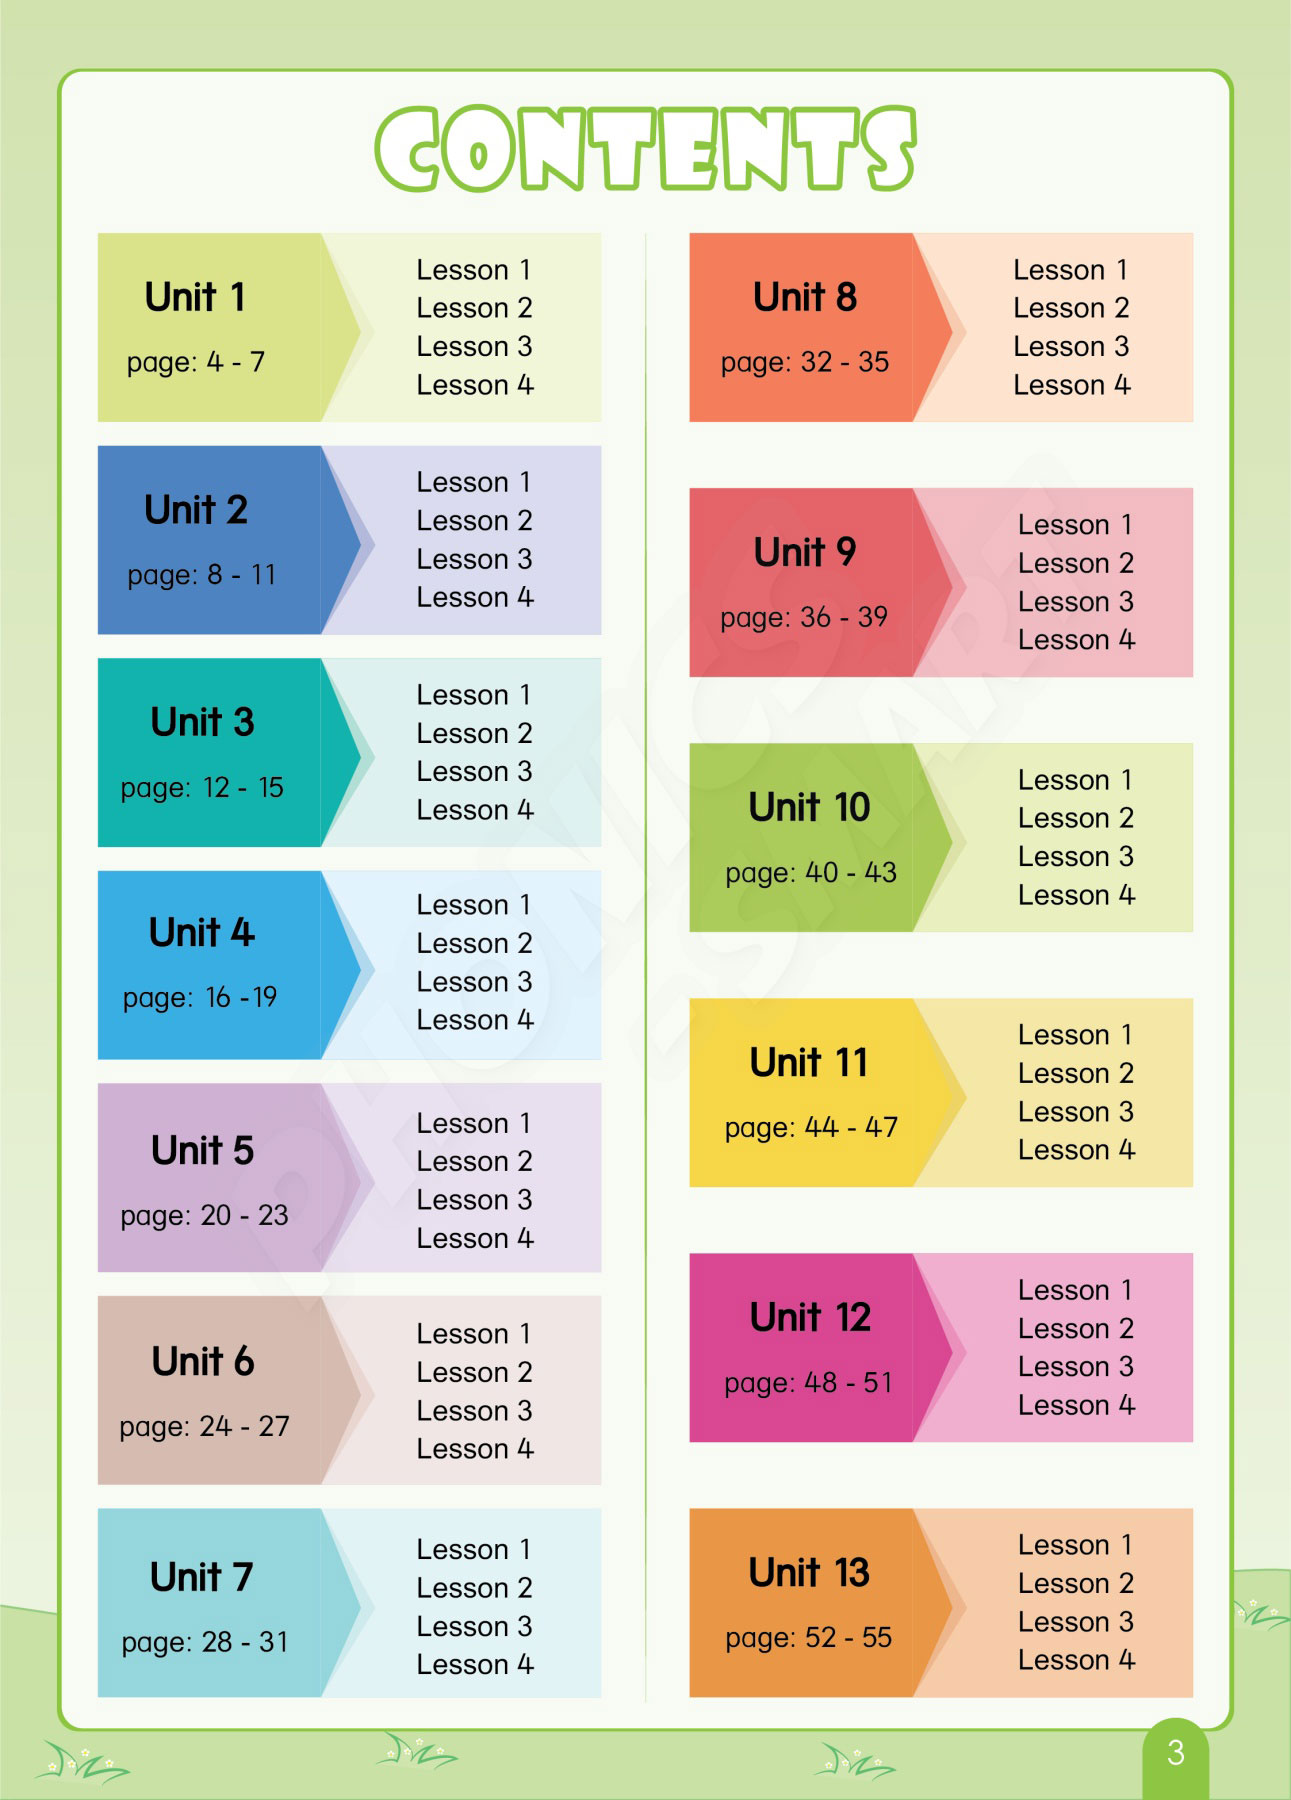 CONTENTS
Unit 1
page: 4 - 7
Lesson 1
Lesson 2
Lesson 3
Lesson 4
Unit 2
page: 8 - 11
Lesson 1
Lesson 2
Lesson 3
Lesson 4
Unit 3
page: 12 - 15
Lesson 1
Lesson 2
Lesson 3
Lesson 4
Unit 4
page: 16 -19
Lesson 1
Lesson 2
Lesson 3
Lesson 4
Unit 5
page: 20 - 23
Lesson 1
Lesson 2
Lesson 3
Lesson 4
Unit 6
page: 24 - 27
Lesson 1
Lesson 2
Lesson 3
Lesson 4
Unit 7
page: 28 - 31
Lesson 1
Lesson 2
Lesson 3
Lesson 4
Unit 8
page: 32 - 35
Lesson 1
Lesson 2
Lesson 3
Lesson 4
Unit 9
page: 36 - 39
Lesson 1
Lesson 2
Lesson 3
Lesson 4
Unit 10
page: 40 - 43
Lesson 1
Lesson 2
Lesson 3
Lesson 4
Unit 11
page: 44 - 47
Lesson 1
Lesson 2
Lesson 3
Lesson 4
Unit 12
page: 48 - 51
Lesson 1
Lesson 2
Lesson 3
Lesson 4
Unit 13
page: 52 - 55
Lesson 1
Lesson 2
Lesson 3
Lesson 4
3
PHONICS